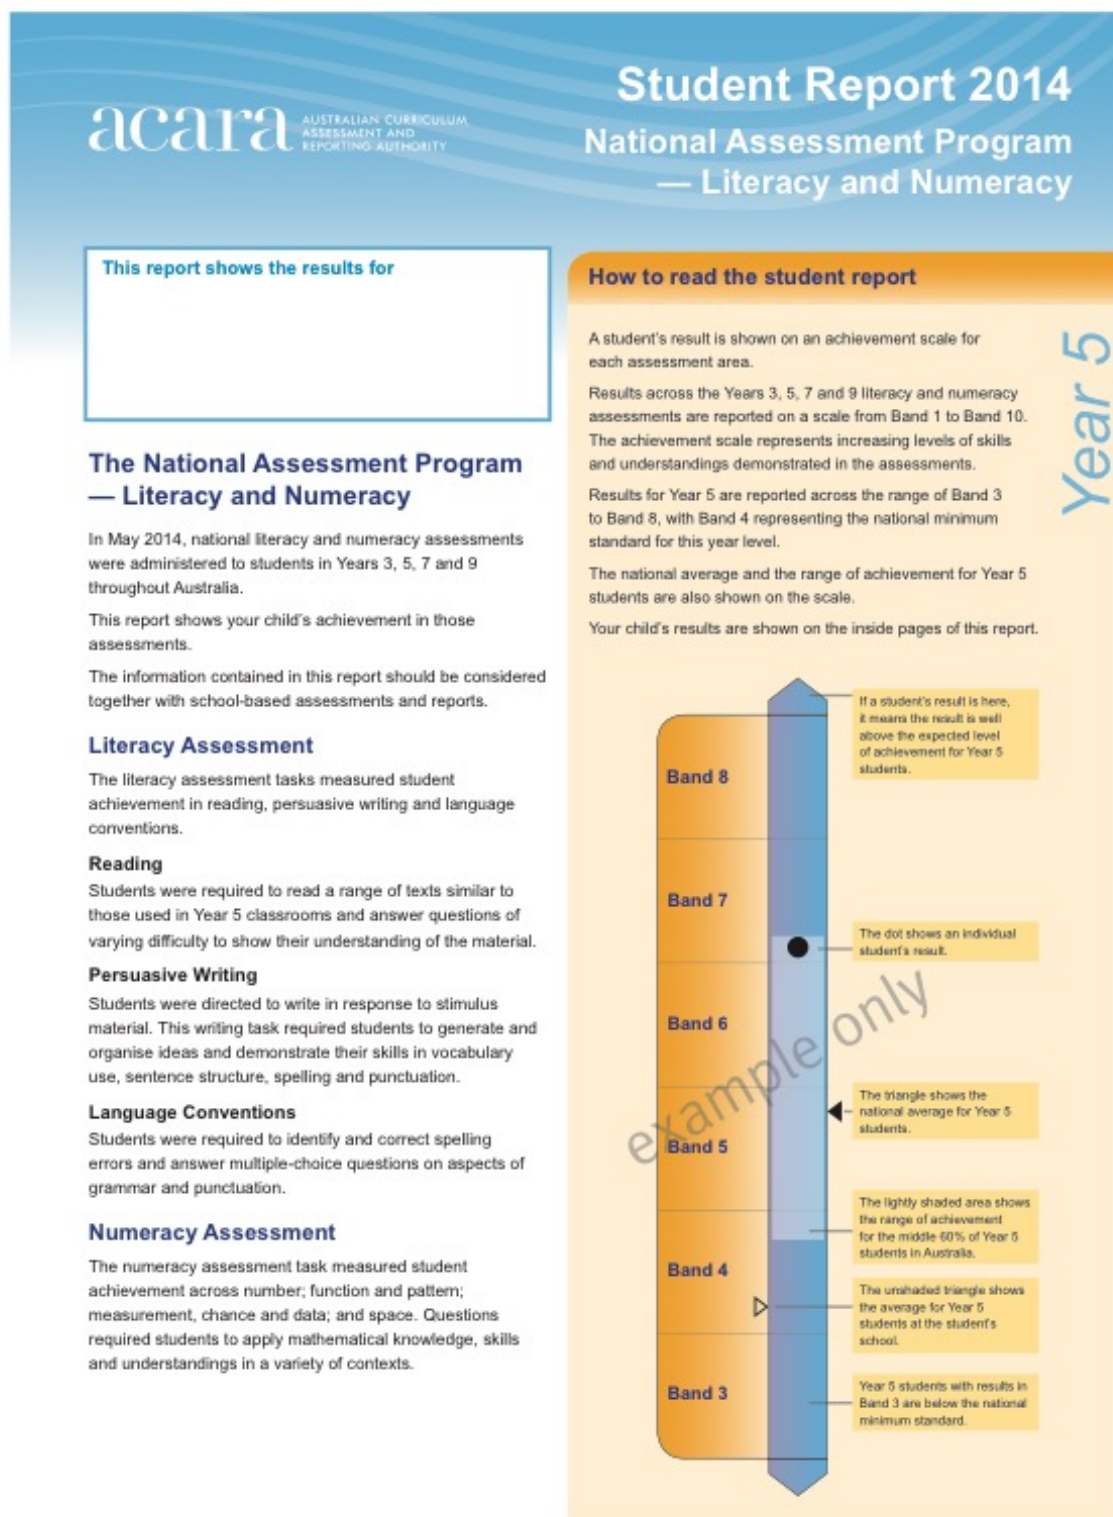 acara
AUSTRALIAN CURRICULUM
ASSESSMENT AND
REPORTING AUTHORITY
Student Report 2014
National Assessment Program
— Literacy and Numeracy
This report shows the results for
The National Assessment Program
— Literacy and Numeracy
In May 2014, national literacy and numeracy assessments
were administered to students in Years 3, 5, 7 and 9
throughout Australia.
This report shows your child's achievement in those
assessments.
The information contained in this report should be considered
together with school-based assessments and reports.
Literacy Assessment
The literacy assessment tasks measured student
achievement in reading, persuasive writing and language
conventions.
Reading
Students were required to read a range of texts similar to
those used in Year 5 classrooms and answer questions of
varying difficulty to show their understanding of the material.
Persuasive Writing
Students were directed to write in response to stimulus
material. This writing task required students to generate and
organise ideas and demonstrate their skills in vocabulary
use, sentence structure, spelling and punctuation.
Language Conventions
Students were required to identify and correct spelling
errors and answer multiple-choice questions on aspects of
grammar and punctuation.
Numeracy Assessment
The numeracy assessment task measured student
achievement across number; function and pattern;
measurement, chance and data; and space. Questions
required students to apply mathematical knowledge, skills
and understandings in a variety of contexts.
How to read the student report
Year 5
A student's result is shown on an achievement scale for
each assessment area.
Results across the Years 3, 5, 7 and 9 literacy and numeracy
assessments are reported on a scale from Band 1 to Band 10.
The achievement scale represents increasing levels of skills
and understandings demonstrated in the assessments.
Results for Year 5 are reported across the range of Band 3
to Band 8, with Band 4 representing the national minimum
standard for this year level.
The national average and the range of achievement for Year 5
students are also shown on the scale.
Your child's results are shown on the inside pages of this report.
Band 8
Band 7
Band 6
Band 5
Band 4
Band 3
example only
If a student's result is here,
it means the result is well
above the expected level
of achievement for Year 5
students.
The dot shows an individual
student's result.
The triangle shows the
national average for Year 5
students.
The lightly shaded area shows
the range of achievement
for the middle 60% of Year 5
students in Australia.
The unshaded triangle shows
the average for Year 5
students at the student's
school.
Year 5 students with results in
Band 3 are below the national
minimum standard.